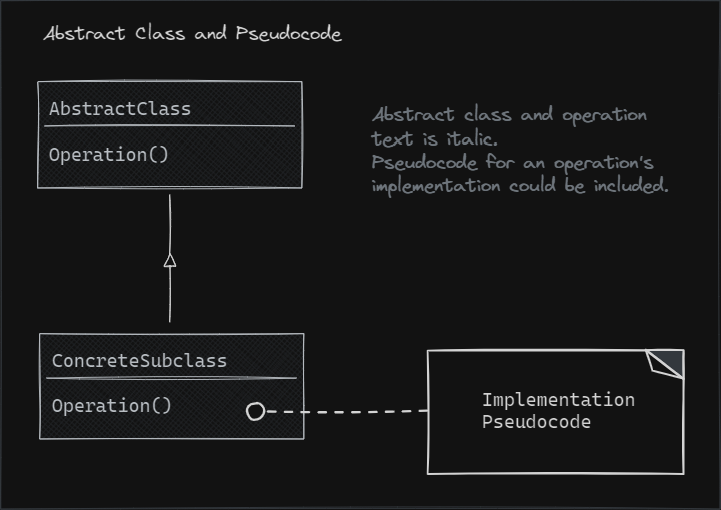 Abstract Class and Pseudocode
AbstractClass
Operation()
Abstract class and operation
text is italic.
Pseudocode for an operation's
implementation could be included.
ConcreteSubclass
Operation()
Implementation
Pseudocode